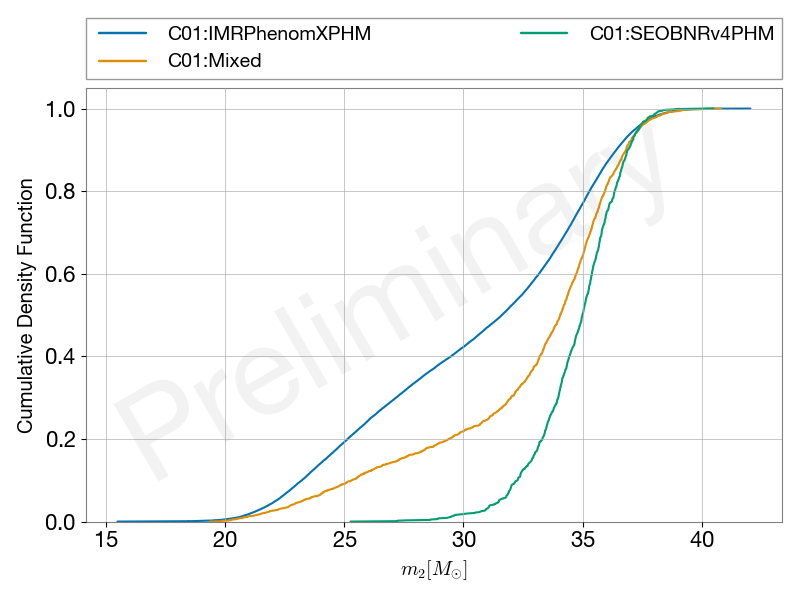 C01:IMRPhenomXPHM
C01:Mixed
C01:SEOBNRv4PHM
Preliminary
Cumulative Density Function
1.0
0.8
0.6
0.4
0.2
0.0
15 20 25 30 35 40
m₂[M⊙]